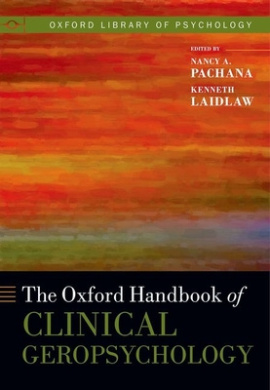 OXFORD LIBRARY OF PSYCHOLOGY
EDITED BY
NANCY A.
PACHANA
KENNETH
LAIDLAW
The Oxford Handbook of
CLINICAL
GEROPSYCHOLOGY